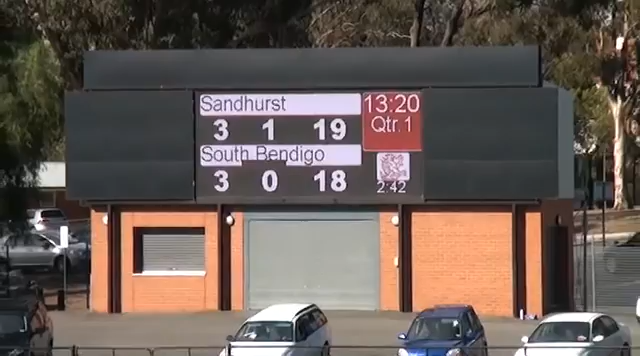 Sandhurst
3 1 19
South Bendigo
3 0 18
13:20
Qtr. 1
2:42